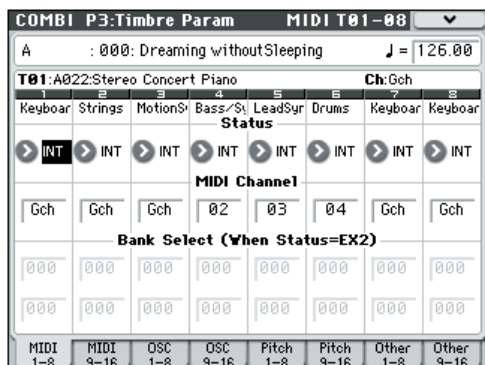 COMBI P3:Timbre Param MIDI T01-08
A :000: Dreaming withoutSleeping ♩= 126.00
T01:A022:Stereo Concert Piano Ch:Gch
1 2 3 4 5 6 7 8
Keyboar Strings MotionS Bass/Sy LeadSyr Drums Keyboar Keyboar
Status
INT INT INT INT INT INT INT INT
MIDI Channel
Gch Gch Gch 02 03 04 Gch Gch
Bank Select (When Status=EX2)
000 000 000 000 000 000 000 000
000 000 000 000 000 000 000 000
MIDI MIDI OSC OSC Pitch Pitch Other Other
1-8 9-16 1-8 9-16 1-8 9-16 1-8 9-16